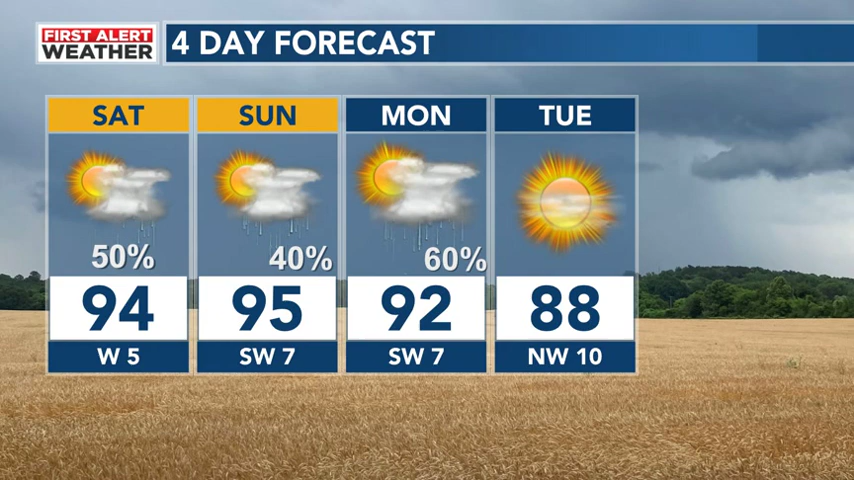 FIRST ALERT
WEATHER
4 DAY FORECAST
SAT
SUN
MON
TUE
50%
40%
60%
94
95
92
88
W 5
SW 7
SW 7
NW 10